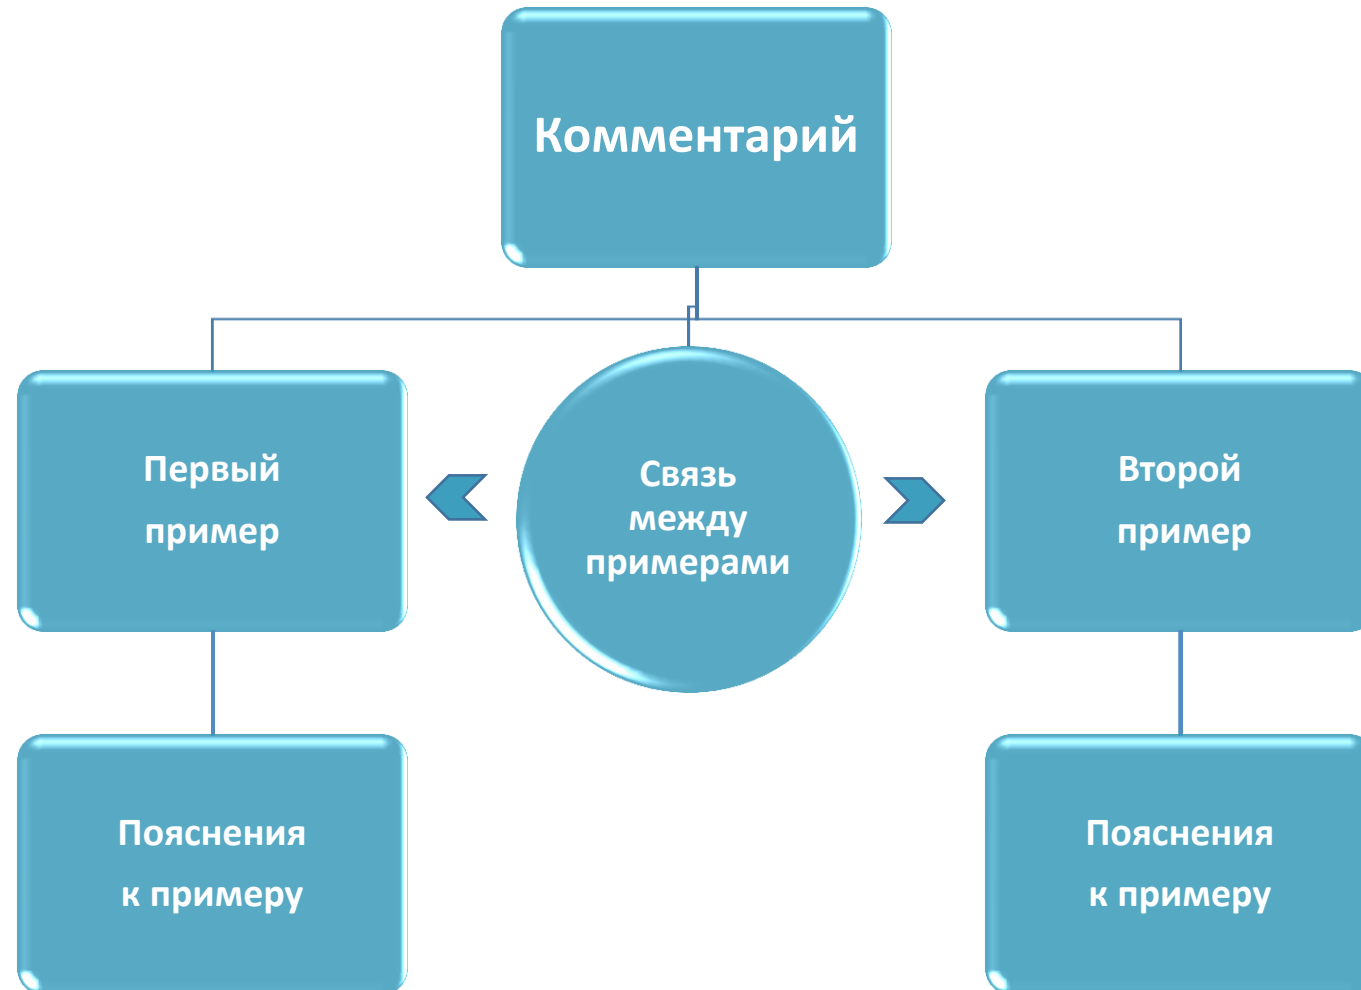 Комментарий
Первый
пример
Связь
между
примерами
Второй
пример
Пояснения
к примеру
Пояснения
к примеру